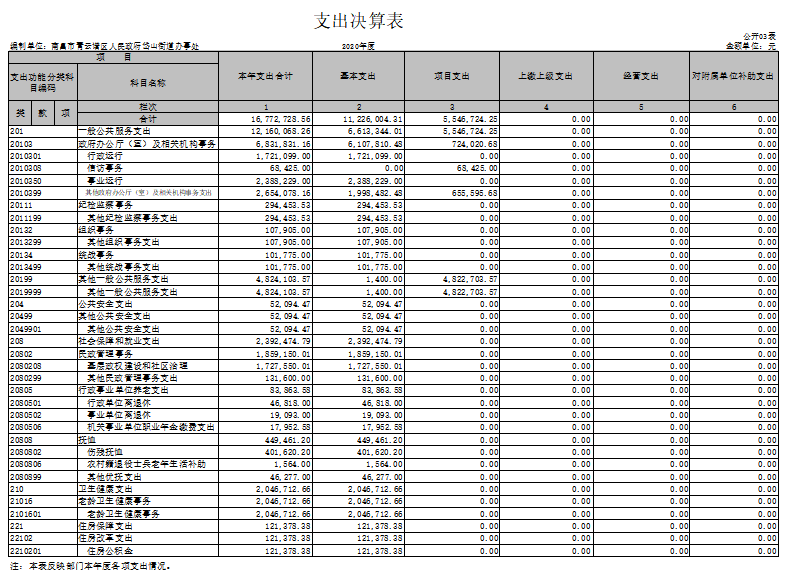 支出决算表
公开03表
编制单位：南昌市青云谱区人民政府岱山街道办事处 2020年度 金额单位：元
项 目 本年支出合计 基本支出 项目支出 上缴上级支出 经营支出 对附属单位补助支出
支出功能分类科目编码 科目名称
类 款 项 栏次 1 2 3 4 5 6
合计 16,772,728.56 11,226,004.31 5,546,724.25 0.00 0.00 0.00
201 一般公共服务支出 12,160,068.26 6,613,344.01 5,546,724.25 0.00 0.00 0.00
20103 政府办公厅（室）及相关机构事务 6,831,831.16 6,107,810.48 724,020.68 0.00 0.00 0.00
2010301 行政运行 1,721,099.00 1,721,099.00 0.00 0.00 0.00 0.00
2010308 信访事务 68,425.00 0.00 68,425.00 0.00 0.00 0.00
2010350 事业运行 2,388,229.00 2,388,229.00 0.00 0.00 0.00 0.00
2010399 其他政府办公厅（室）及相关机构事务支出 2,654,078.16 1,998,482.48 655,595.68 0.00 0.00 0.00
20111 纪检监察事务 294,453.53 294,453.53 0.00 0.00 0.00 0.00
2011199 其他纪检监察事务支出 294,453.53 294,453.53 0.00 0.00 0.00 0.00
20132 组织事务 107,905.00 107,905.00 0.00 0.00 0.00 0.00
2013299 其他组织事务支出 107,905.00 107,905.00 0.00 0.00 0.00 0.00
20134 统战事务 101,775.00 101,775.00 0.00 0.00 0.00 0.00
2013499 其他统战事务支出 101,775.00 101,775.00 0.00 0.00 0.00 0.00
20199 其他一般公共服务支出 4,824,103.57 1,400.00 4,822,703.57 0.00 0.00 0.00
2019999 其他一般公共服务支出 4,824,103.57 1,400.00 4,822,703.57 0.00 0.00 0.00
204 公共安全支出 52,094.47 52,094.47 0.00 0.00 0.00 0.00
20499 其他公共安全支出 52,094.47 52,094.47 0.00 0.00 0.00 0.00
2049901 其他公共安全支出 52,094.47 52,094.47 0.00 0.00 0.00 0.00
208 社会保障和就业支出 2,392,474.79 2,392,474.79 0.00 0.00 0.00 0.00
20802 民政管理事务 1,859,150.01 1,859,150.01 0.00 0.00 0.00 0.00
2080208 基层政权建设和社区治理 1,727,550.01 1,727,550.01 0.00 0.00 0.00 0.00
2080299 其他民政管理事务支出 131,600.00 131,600.00 0.00 0.00 0.00 0.00
20805 行政事业单位养老支出 83,863.58 83,863.58 0.00 0.00 0.00 0.00
2080501 行政单位离退休 46,818.00 46,818.00 0.00 0.00 0.00 0.00
2080502 事业单位离退休 19,093.00 19,093.00 0.00 0.00 0.00 0.00
2080506 机关事业单位职业年金缴费支出 17,952.58 17,952.58 0.00 0.00 0.00 0.00
20808 抚恤 449,461.20 449,461.20 0.00 0.00 0.00 0.00
2080802 伤残抚恤 401,620.20 401,620.20 0.00 0.00 0.00 0.00
2080806 农村籍退役士兵老年生活补助 1,564.00 1,564.00 0.00 0.00 0.00 0.00
2080899 其他优抚支出 46,277.00 46,277.00 0.00 0.00 0.00 0.00
210 卫生健康支出 2,046,712.66 2,046,712.66 0.00 0.00 0.00 0.00
21016 老龄卫生健康事务 2,046,712.66 2,046,712.66 0.00 0.00 0.00 0.00
2101601 老龄卫生健康事务 2,046,712.66 2,046,712.66 0.00 0.00 0.00 0.00
221 住房保障支出 121,378.38 121,378.38 0.00 0.00 0.00 0.00
22102 住房改革支出 121,378.38 121,378.38 0.00 0.00 0.00 0.00
2210201 住房公积金 121,378.38 121,378.38 0.00 0.00 0.00 0.00
注：本表反映部门本年度各项支出情况。